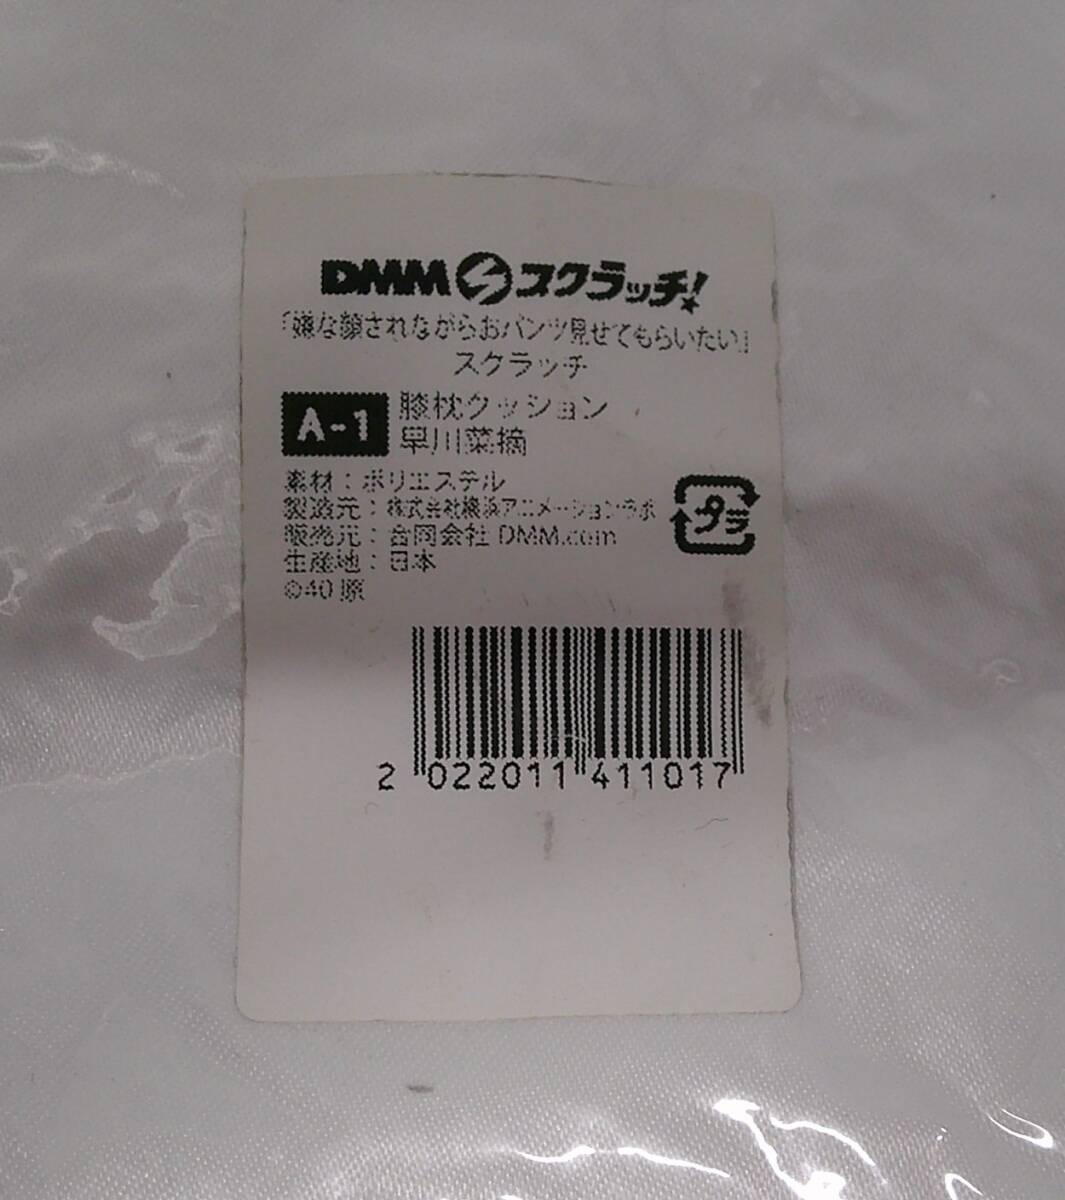 DMMスクラッチ!
「嫌な顔されながらおパンツ見せてもらいたい」
スクラッチ
A-1 膝枕クッション
早川菜摘
素材：ポリエステル
製造元：株式会社横浜アニメーションラボ
販売元：合同会社 DMM.com
生産地：日本
©40原
プラ
2 022011 411017